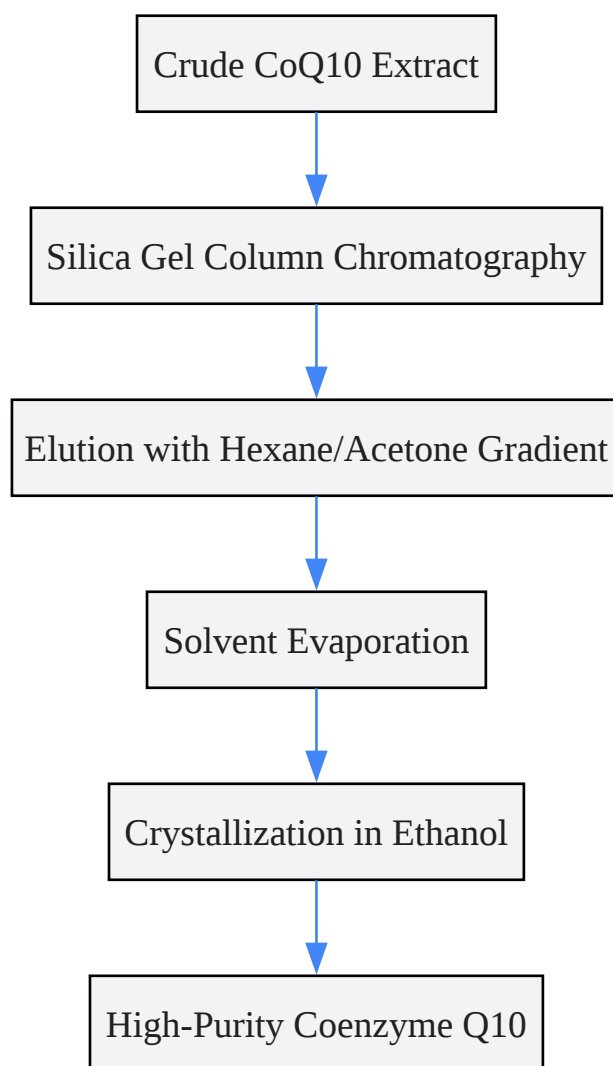 Crude CoQ10 Extract
Silica Gel Column Chromatography
Elution with Hexane/Acetone Gradient
Solvent Evaporation
Crystallization in Ethanol
High-Purity Coenzyme Q10